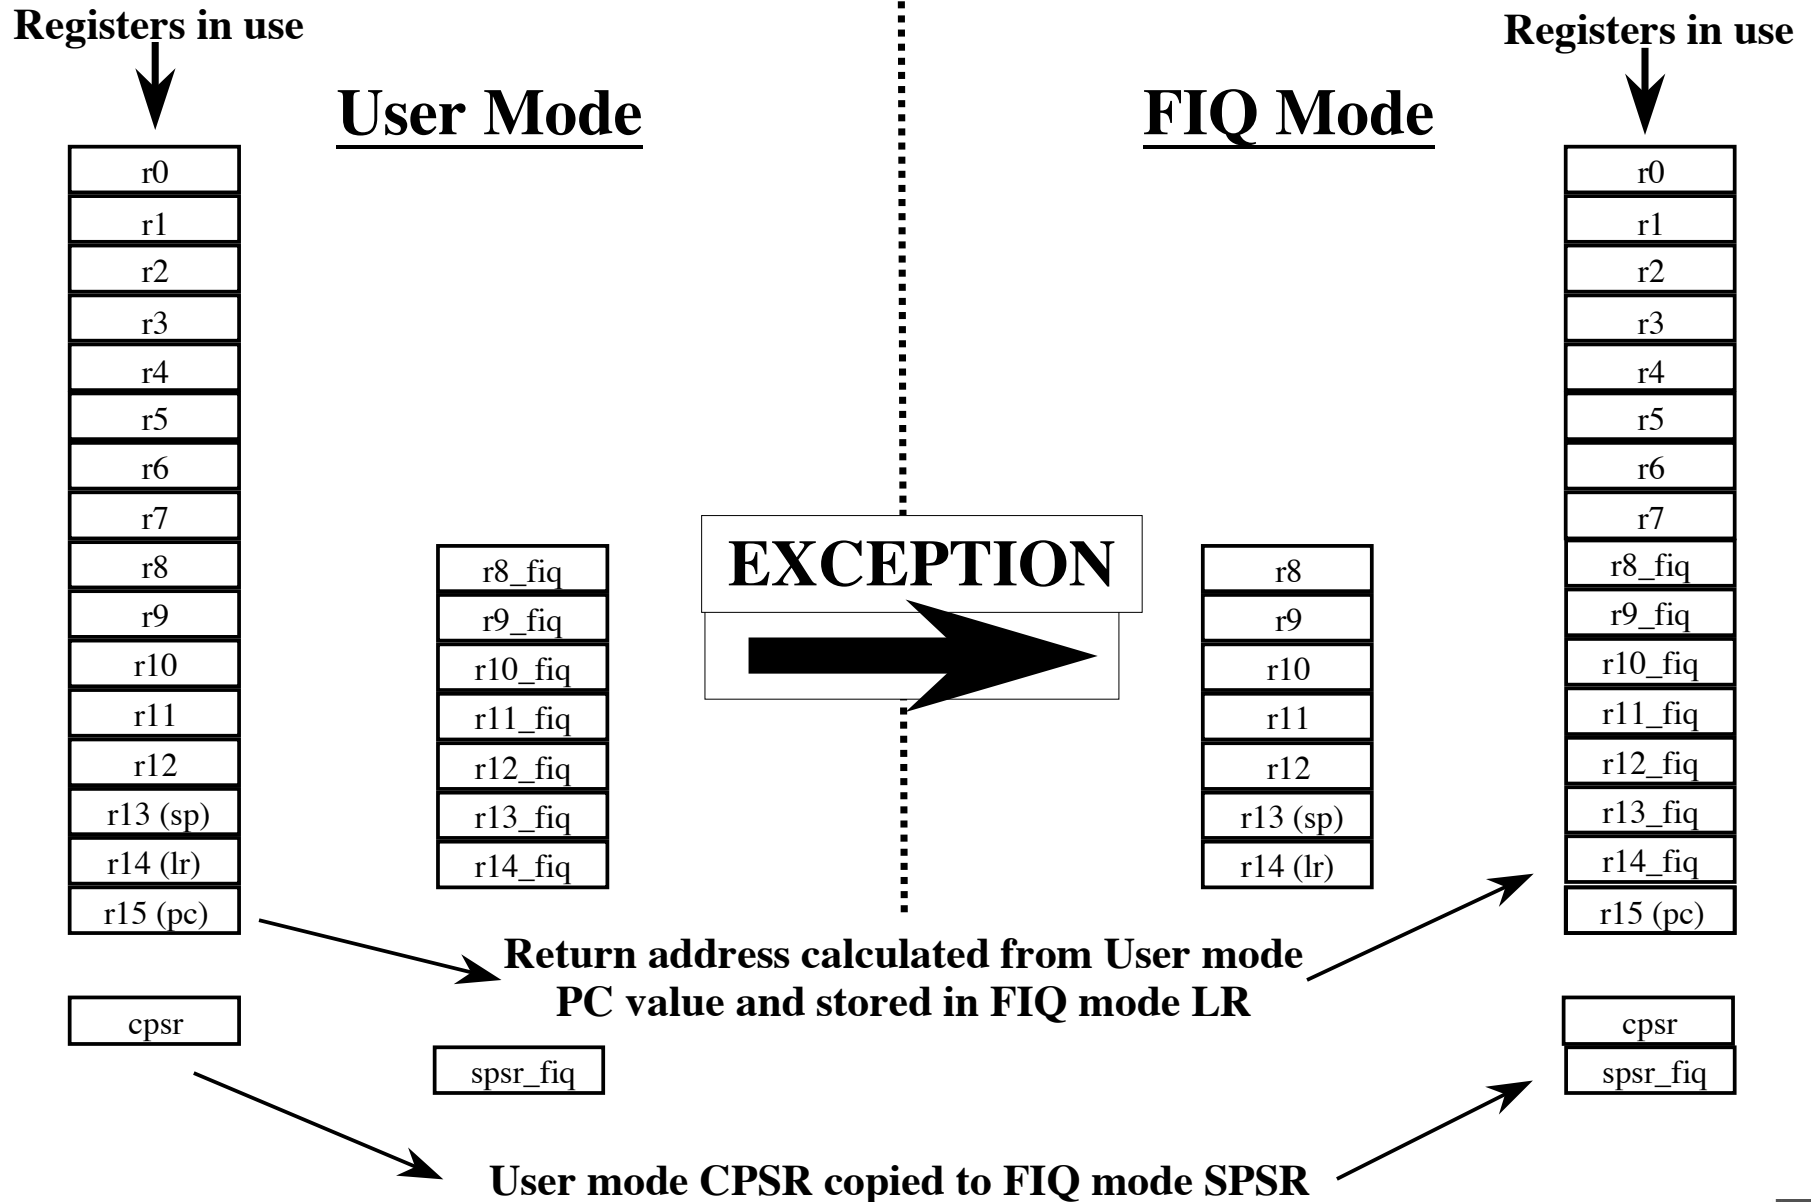 Registers in use
User Mode
r0
r1
r2
r3
r4
r5
r6
r7
r8
r9
r10
r11
r12
r13 (sp)
r14 (lr)
r15 (pc)
cpsr
r8_fiq
r9_fiq
r10_fiq
r11_fiq
r12_fiq
r13_fiq
r14_fiq
spsr_fiq
EXCEPTION
Return address calculated from User mode
PC value and stored in FIQ mode LR
User mode CPSR copied to FIQ mode SPSR
Registers in use
FIQ Mode
r8
r9
r10
r11
r12
r13 (sp)
r14 (lr)
r0
r1
r2
r3
r4
r5
r6
r7
r8_fiq
r9_fiq
r10_fiq
r11_fiq
r12_fiq
r13_fiq
r14_fiq
r15 (pc)
cpsr
spsr_fiq